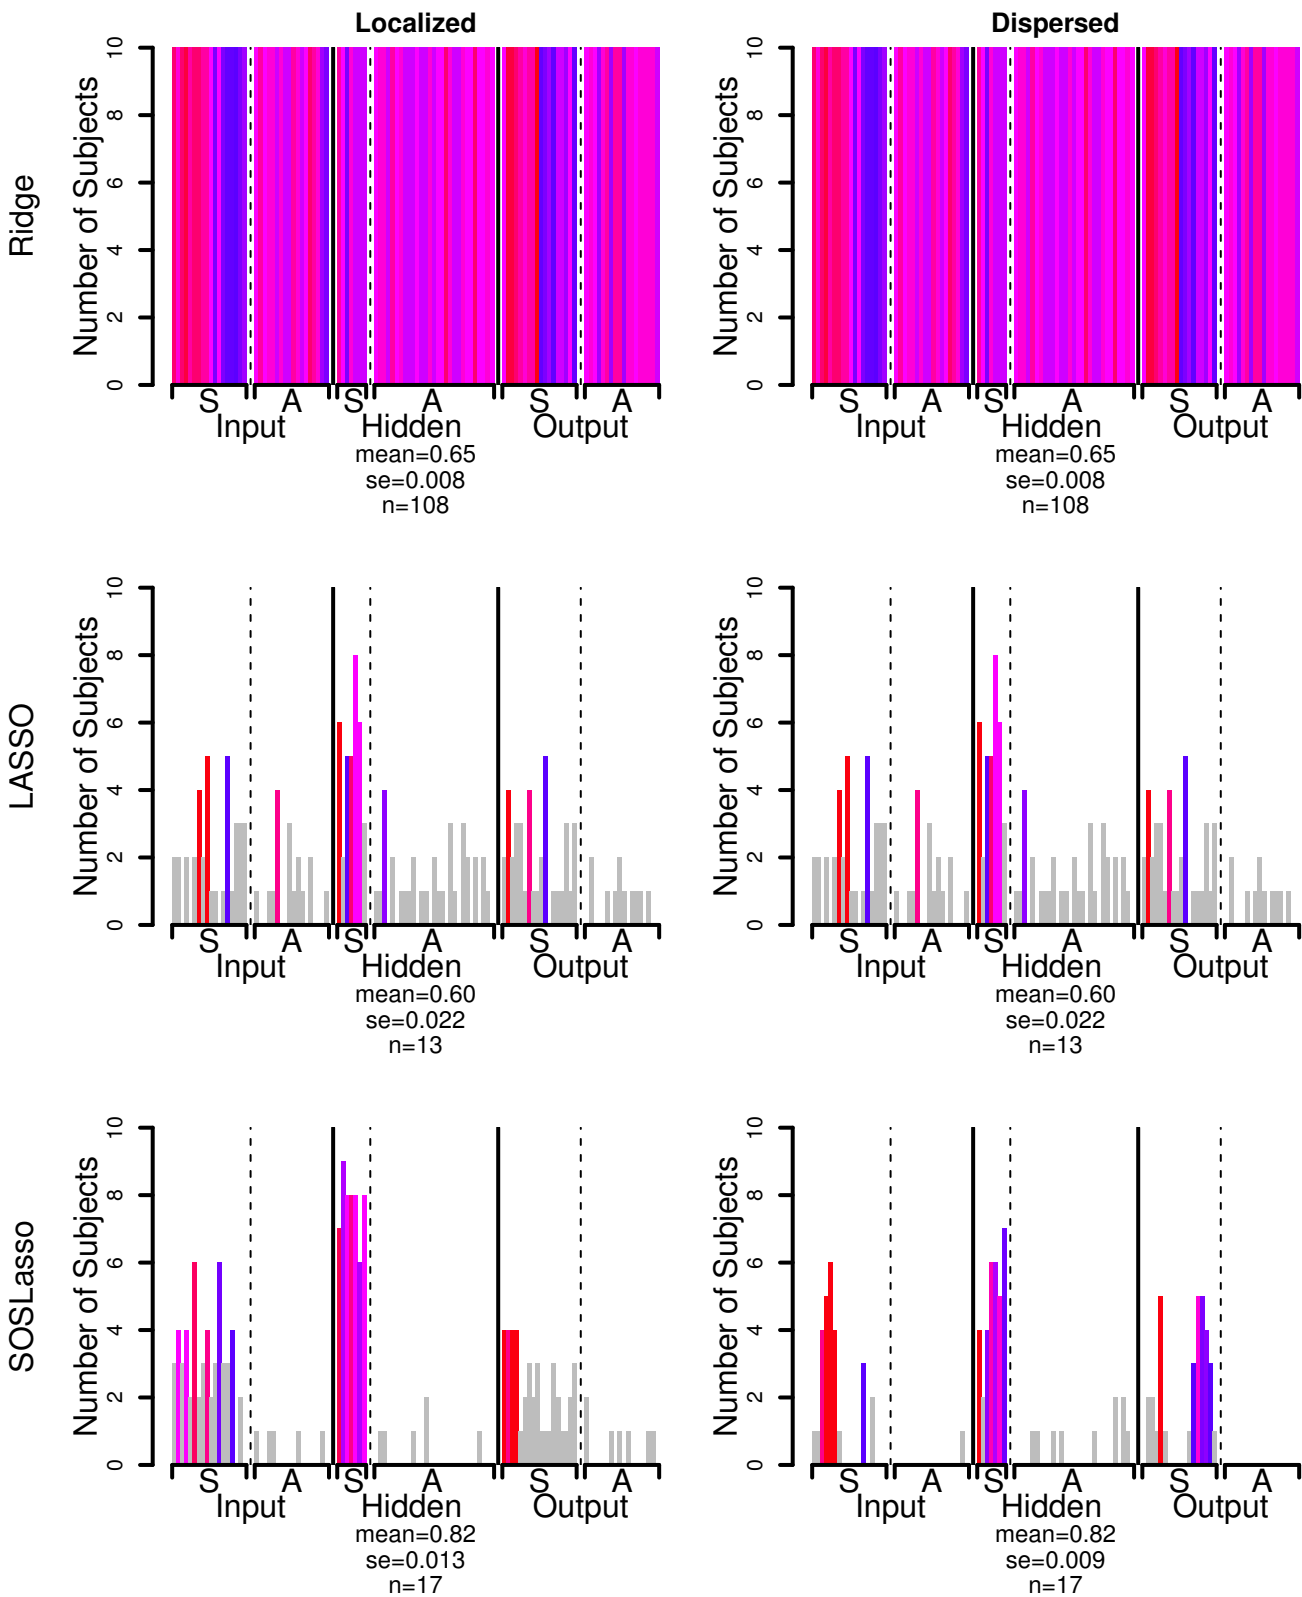 Localized
Dispersed
Ridge
Number of Subjects
0 2 4 6 8 10
S A S A S A
Input Hidden Output
mean=0.65
se=0.008
n=108
Number of Subjects
0 2 4 6 8 10
S A S A S A
Input Hidden Output
mean=0.65
se=0.008
n=108
LASSO
Number of Subjects
0 2 4 6 8 10
S A S A S A
Input Hidden Output
mean=0.60
se=0.022
n=13
Number of Subjects
0 2 4 6 8 10
S A S A S A
Input Hidden Output
mean=0.60
se=0.022
n=13
SOSLasso
Number of Subjects
0 2 4 6 8 10
S A S A S A
Input Hidden Output
mean=0.82
se=0.013
n=17
Number of Subjects
0 2 4 6 8 10
S A S A S A
Input Hidden Output
mean=0.82
se=0.009
n=17